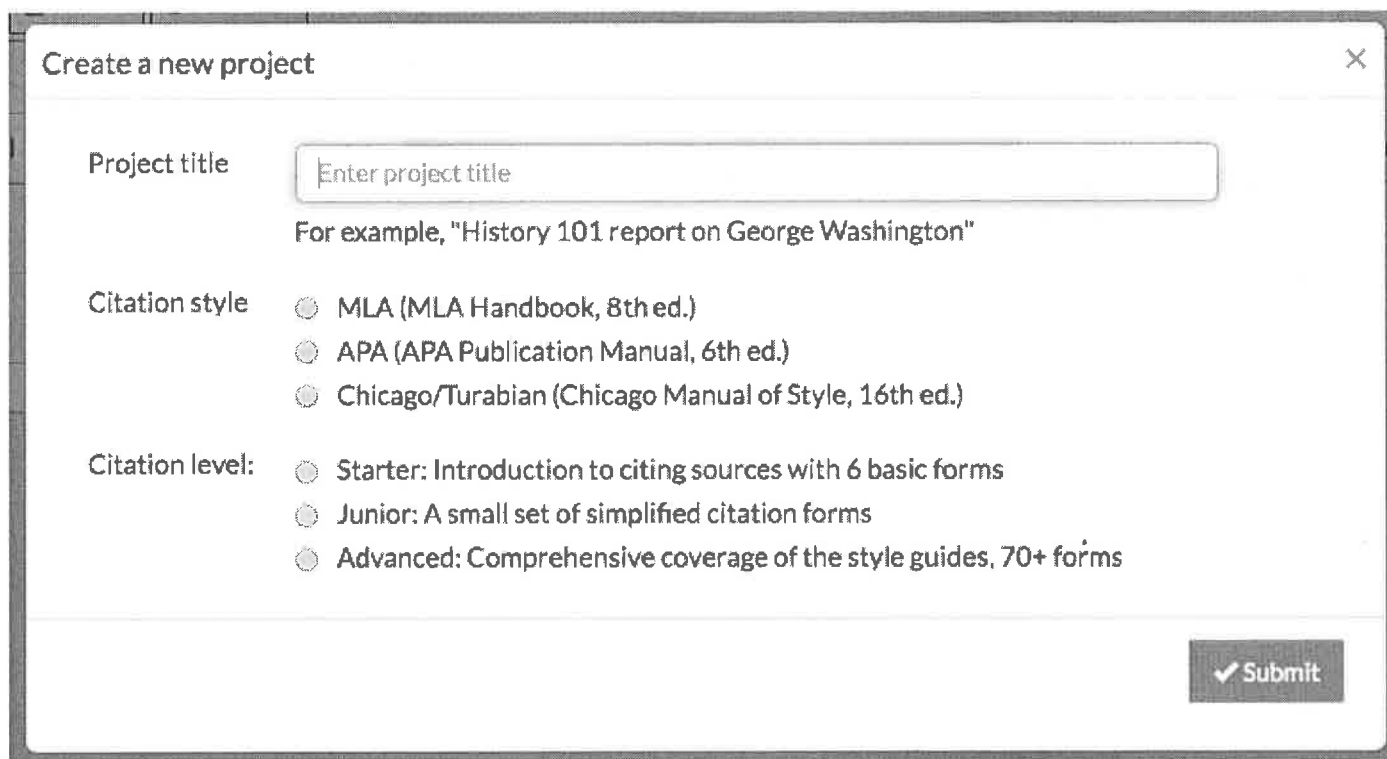 Create a new project
×
Project title
Enter project title
For example, "History 101 report on George Washington"
Citation style
MLA (MLA Handbook, 8th ed.)
APA (APA Publication Manual, 6th ed.)
Chicago/Turabian (Chicago Manual of Style, 16th ed.)
Citation level:
Starter: Introduction to citing sources with 6 basic forms
Junior: A small set of simplified citation forms
Advanced: Comprehensive coverage of the style guides, 70+ forms
✔ Submit